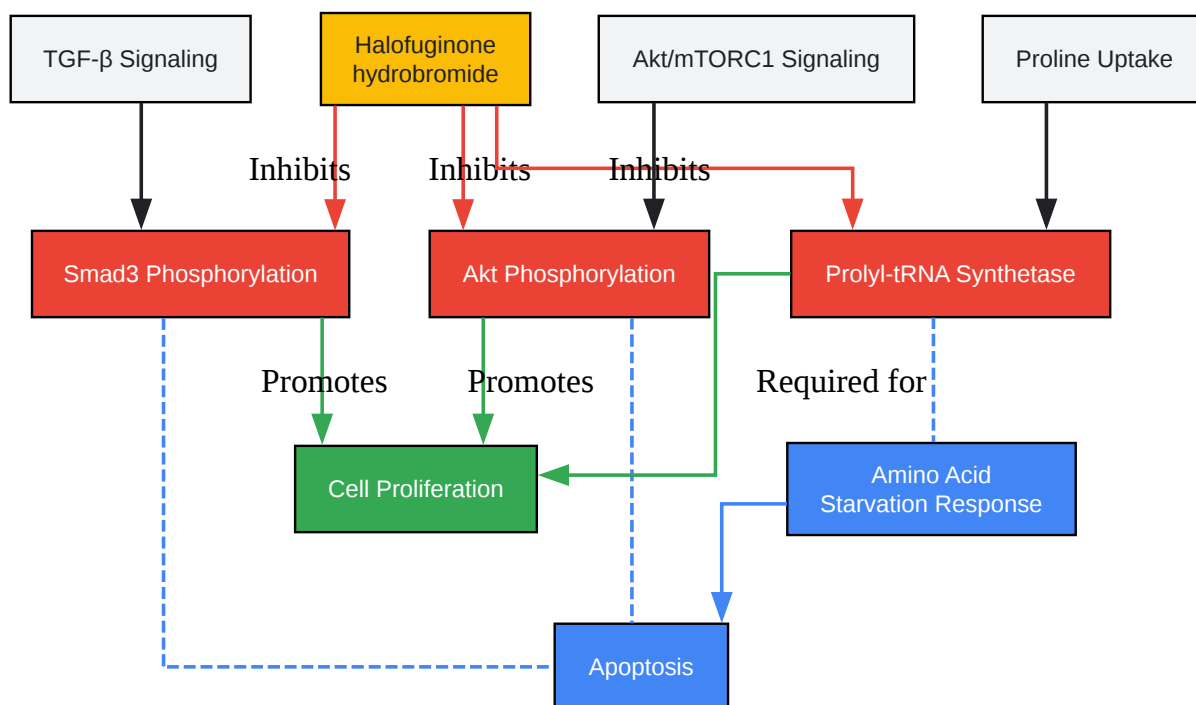 TGF-β Signaling
Halofuginone
hydrobromide
Akt/mTORC1 Signaling
Proline Uptake
Inhibits
Inhibits
Inhibits
Smad3 Phosphorylation
Akt Phosphorylation
Prolyl-tRNA Synthetase
Promotes
Promotes
Required for
Cell Proliferation
Amino Acid
Starvation Response
Apoptosis